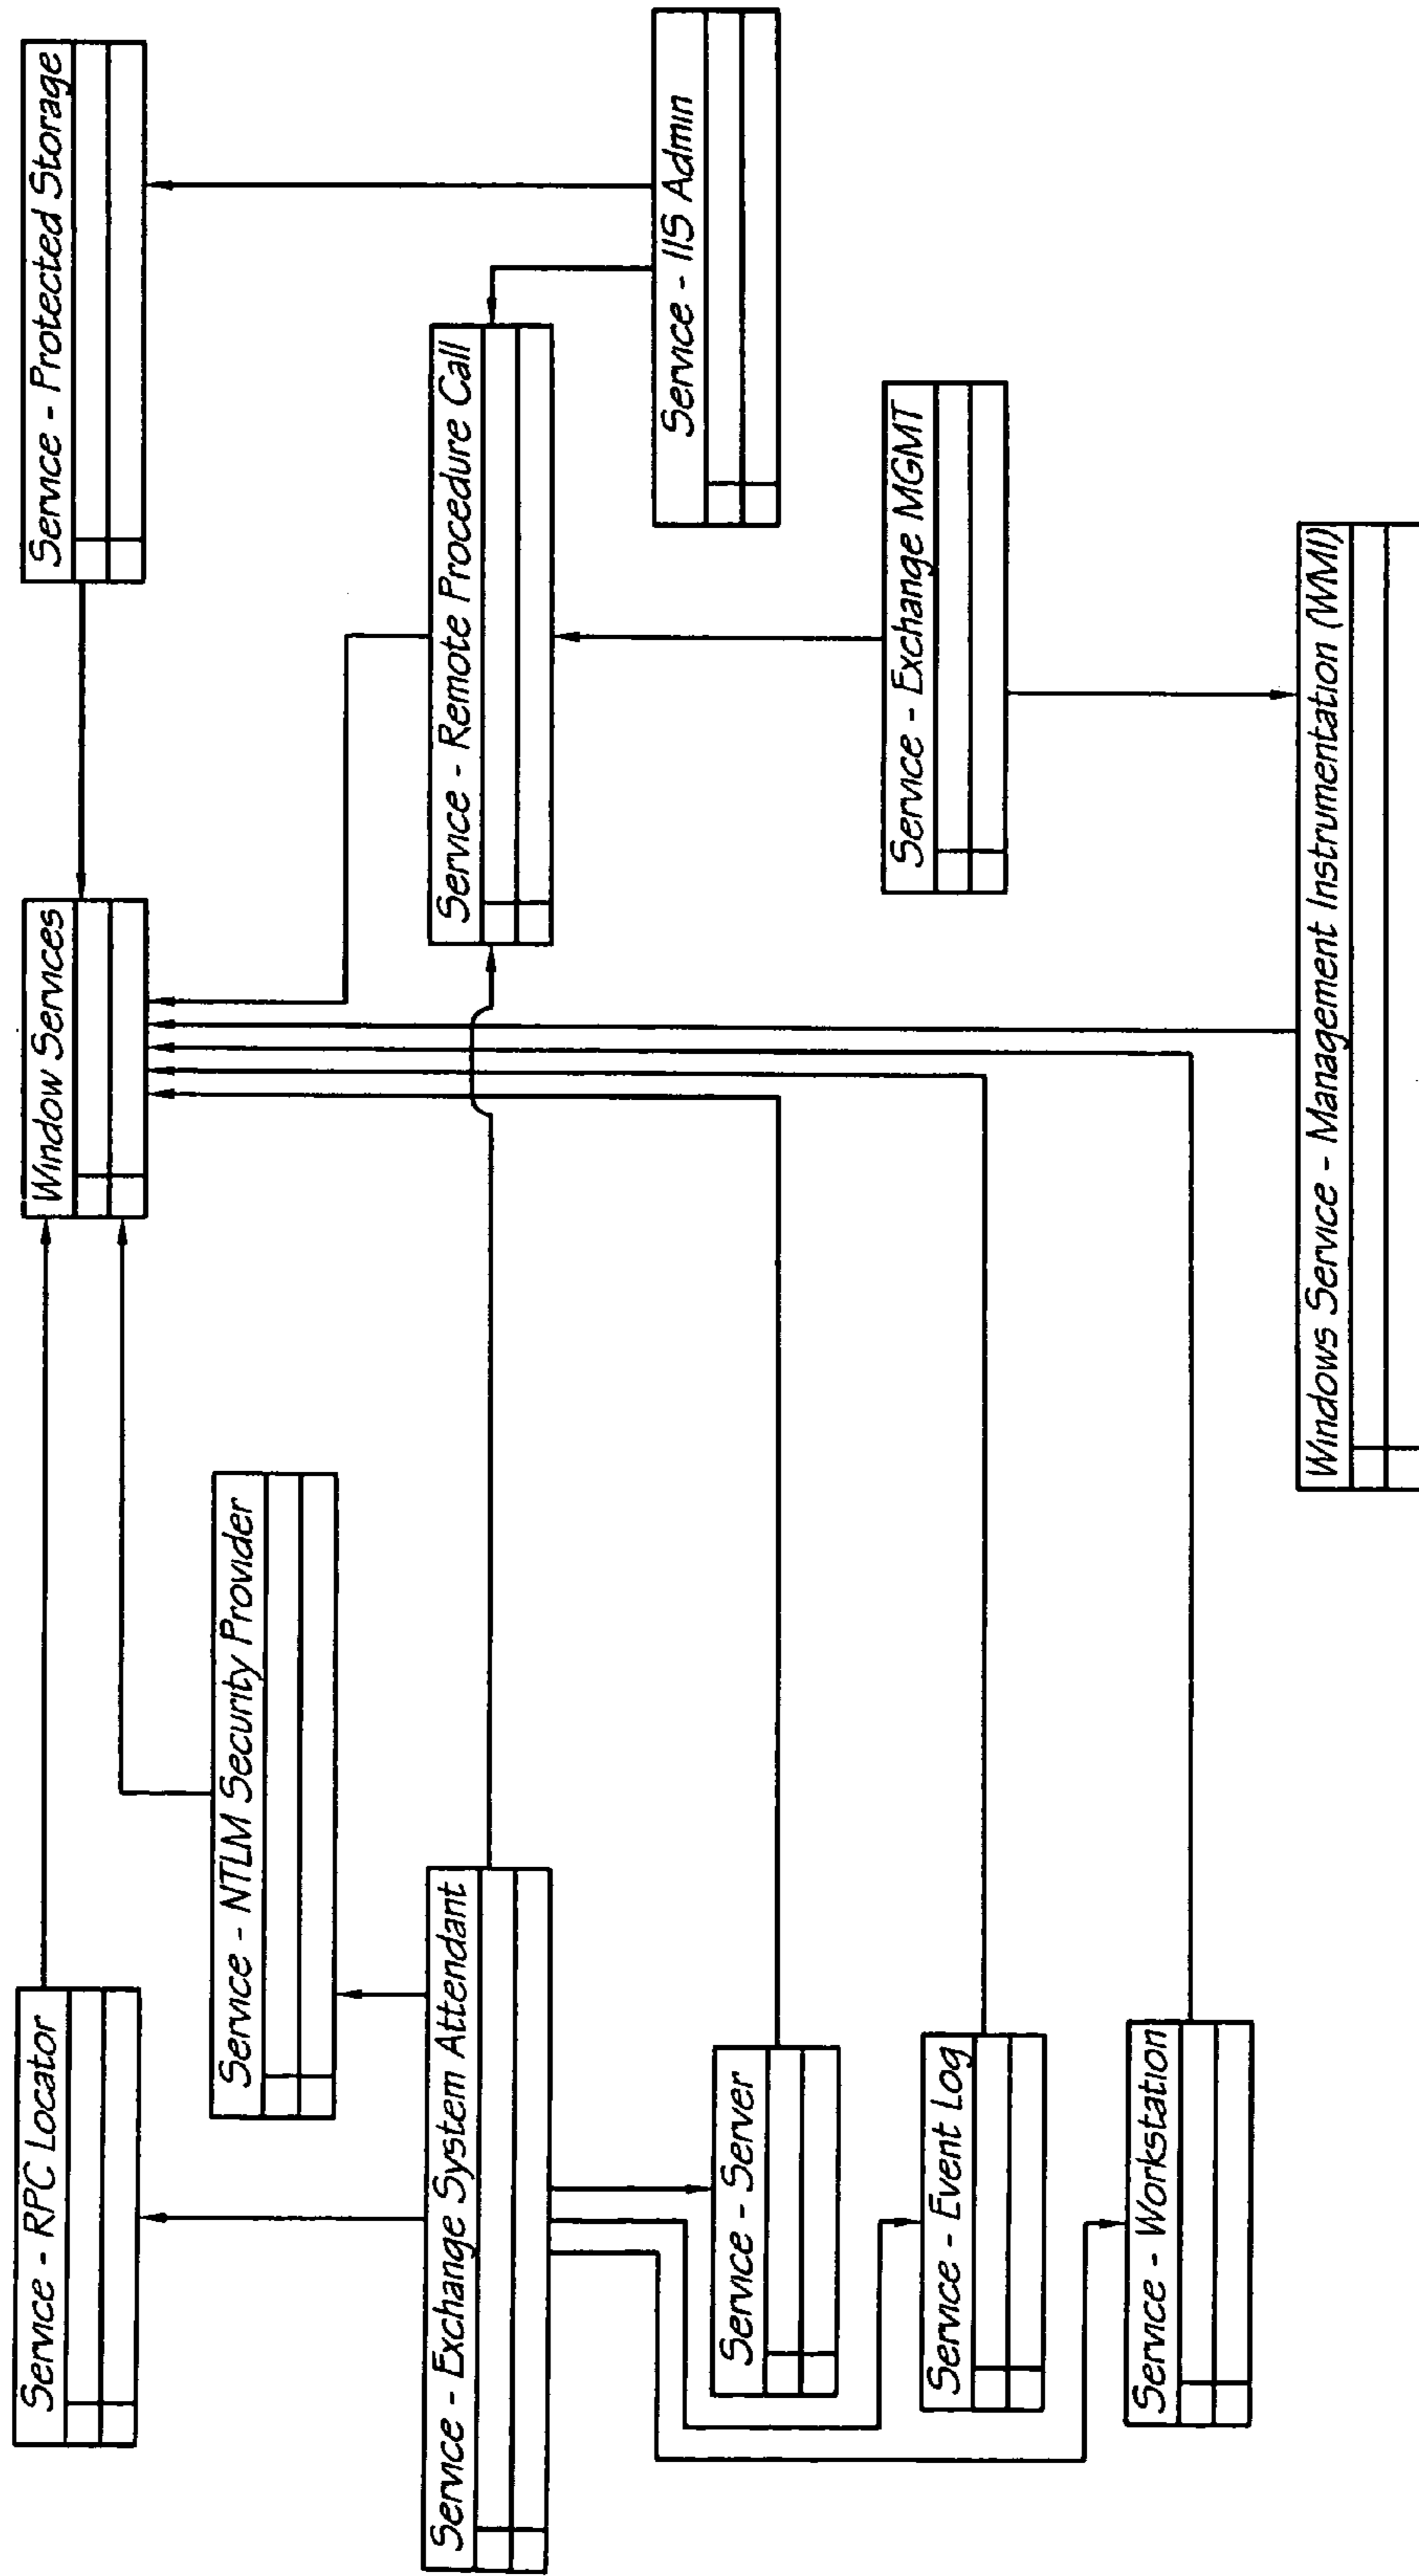 Service - RPC Locator
Window Services
Service - Protected Storage
Service - NTLM Security Provider
Service - Exchange System Attendant
Service - Remote Procedure Call
Service - IIS Admin
Service - Server
Service - Exchange MGMT
Service - Event Log
Service - Workstation
Windows Service - Management Instrumentation (WMI)